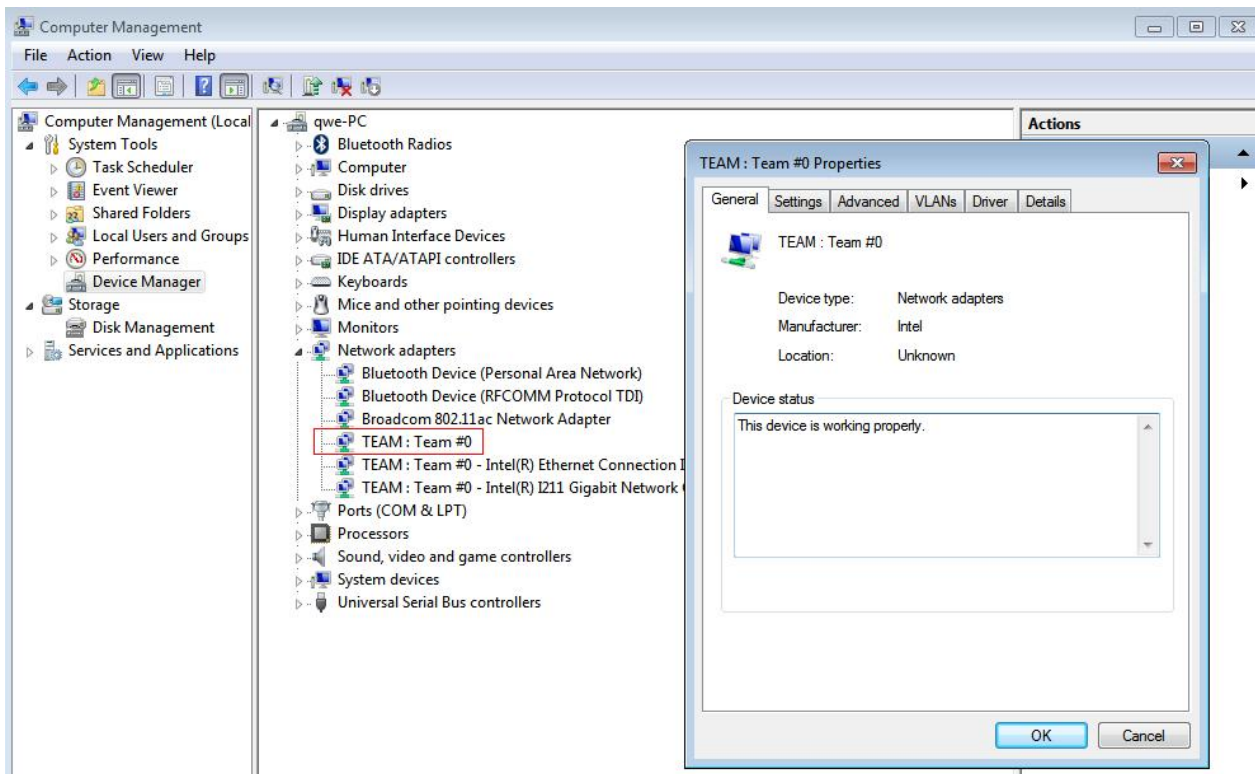 Computer Management
File Action View Help
Computer Management (Local
System Tools
Task Scheduler
Event Viewer
Shared Folders
Local Users and Groups
Performance
Device Manager
Storage
Disk Management
Services and Applications
qwe-PC
Bluetooth Radios
Computer
Disk drives
Display adapters
Human Interface Devices
IDE ATA/ATAPI controllers
Keyboards
Mice and other pointing devices
Monitors
Network adapters
Bluetooth Device (Personal Area Network)
Bluetooth Device (RFCOMM Protocol TDI)
Broadcom 802.11ac Network Adapter
TEAM : Team #0
TEAM : Team #0 - Intel(R) Ethernet Connection I
TEAM : Team #0 - Intel(R) I211 Gigabit Network
Ports (COM & LPT)
Processors
Sound, video and game controllers
System devices
Universal Serial Bus controllers
Actions
TEAM : Team #0 Properties
General Settings Advanced VLANs Driver Details
TEAM : Team #0
Device type: Network adapters
Manufacturer: Intel
Location: Unknown
Device status
This device is working properly.
OK Cancel